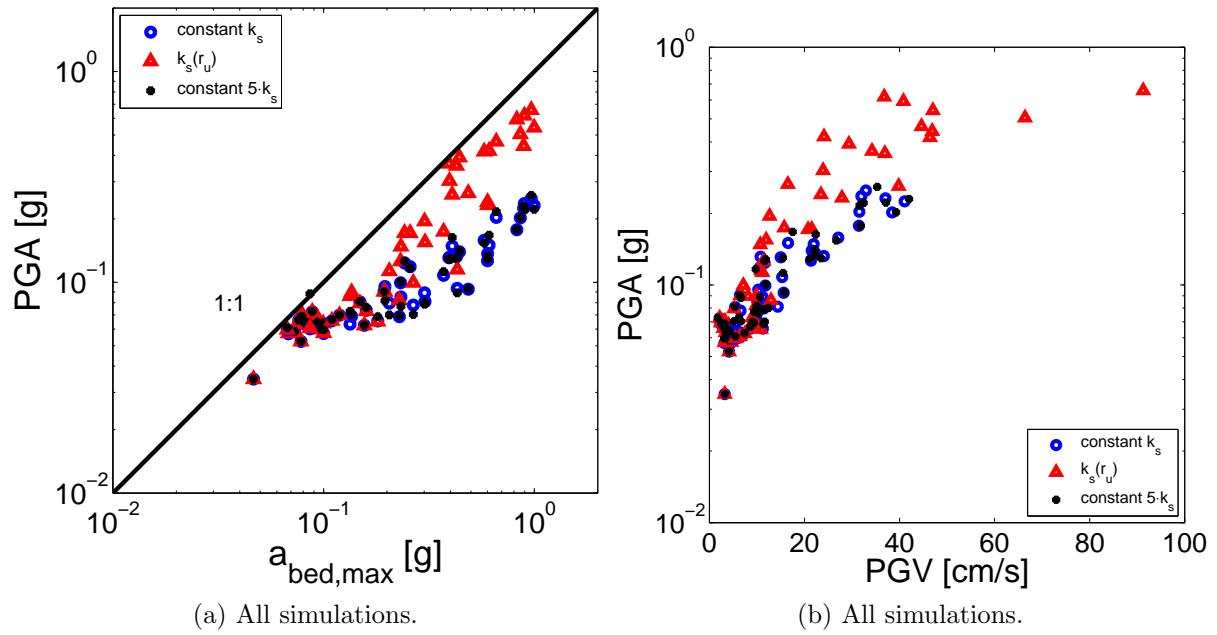 constant k_s
k_s(r_u)
constant 5·k_s
1:1
PGA [g]
10^0
10^-1
10^-2
10^-2
10^-1
10^0
a_bed,max [g]
(a) All simulations.
constant k_s
k_s(r_u)
constant 5·k_s
PGA [g]
10^0
10^-1
10^-2
0
20
40
60
80
100
PGV [cm/s]
(b) All simulations.